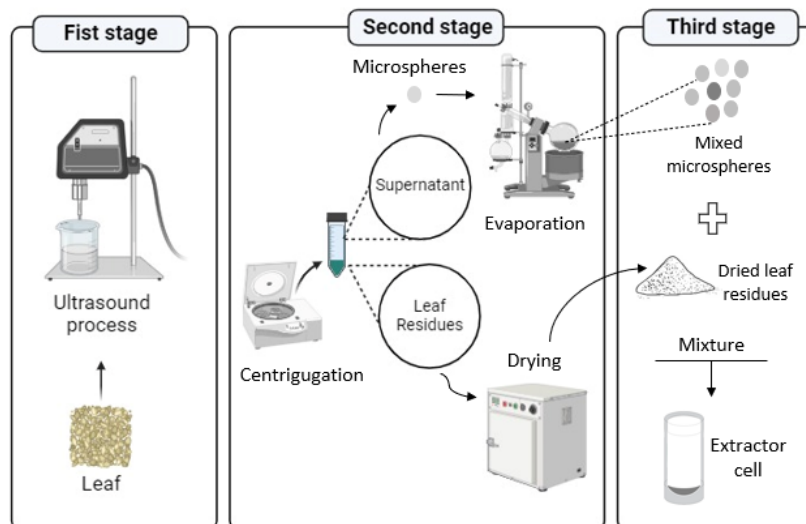 Fist stage
Ultrasound
process
Leaf
Second stage
Microspheres
Supernatant
Evaporation
Leaf
Residues
Centrigugation
Drying
Third stage
Mixed
microspheres
Dried leaf
residues
Mixture
Extractor
cell